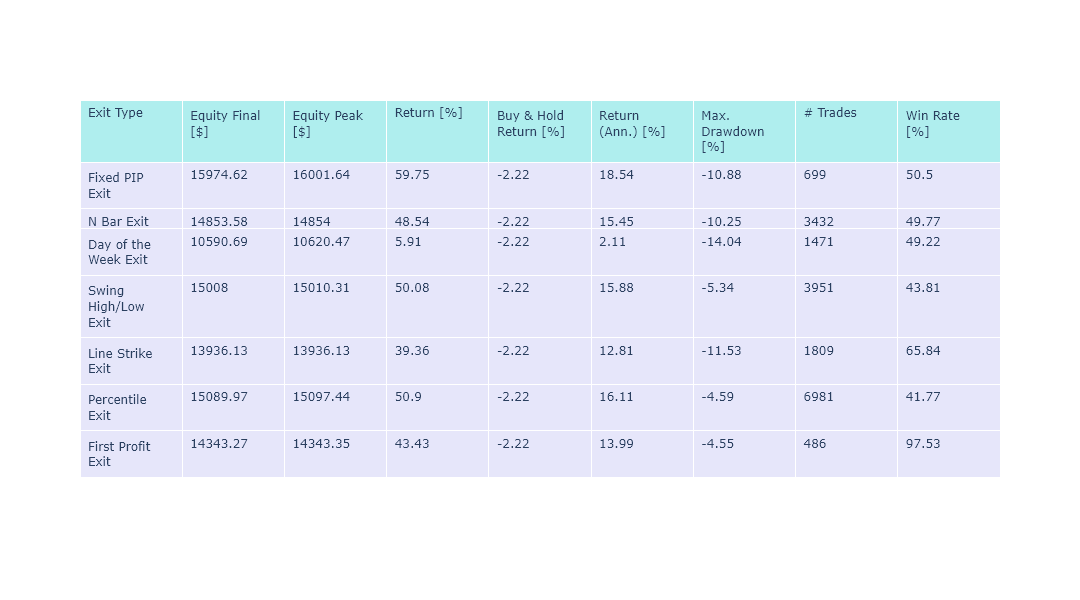 Exit Type Equity Final [$] Equity Peak [$] Return [%] Buy & Hold Return [%] Return (Ann.) [%] Max. Drawdown [%] # Trades Win Rate [%]
Fixed PIP Exit 15974.62 16001.64 59.75 -2.22 18.54 -10.88 699 50.5
N Bar Exit 14853.58 14854 48.54 -2.22 15.45 -10.25 3432 49.77
Day of the Week Exit 10590.69 10620.47 5.91 -2.22 2.11 -14.04 1471 49.22
Swing High/Low Exit 15008 15010.31 50.08 -2.22 15.88 -5.34 3951 43.81
Line Strike Exit 13936.13 13936.13 39.36 -2.22 12.81 -11.53 1809 65.84
Percentile Exit 15089.97 15097.44 50.9 -2.22 16.11 -4.59 6981 41.77
First Profit Exit 14343.27 14343.35 43.43 -2.22 13.99 -4.55 486 97.53